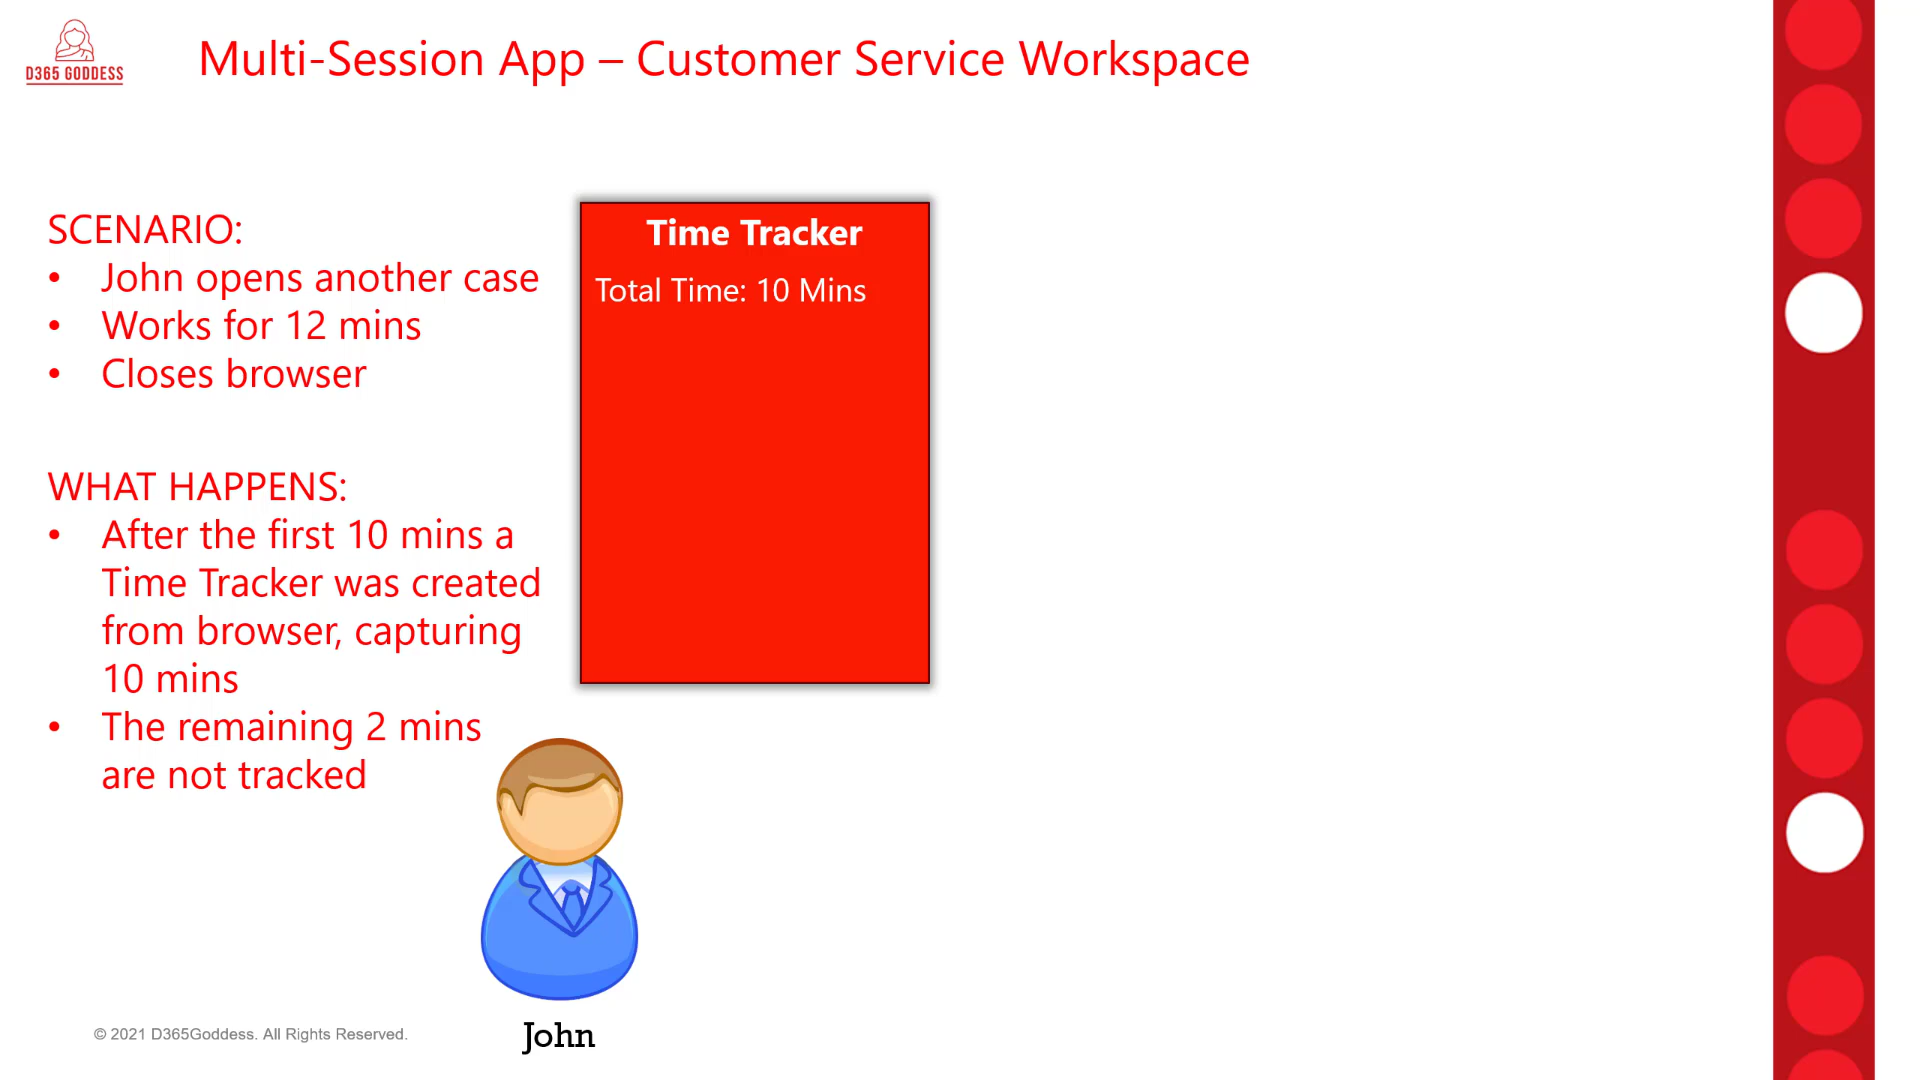 D365 GODDESS
Multi-Session App – Customer Service Workspace
SCENARIO:
• John opens another case
• Works for 12 mins
• Closes browser
WHAT HAPPENS:
• After the first 10 mins a
Time Tracker was created
from browser, capturing
10 mins
• The remaining 2 mins
are not tracked
Time Tracker
Total Time: 10 Mins
John
© 2021 D365Goddess. All Rights Reserved.